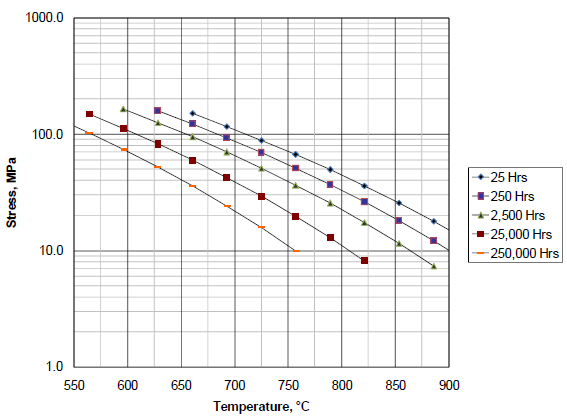 1000.0
100.0
10.0
1.0
Stress, MPa
550 600 650 700 750 800 850 900
Temperature, °C
25 Hrs
250 Hrs
2,500 Hrs
25,000 Hrs
250,000 Hrs